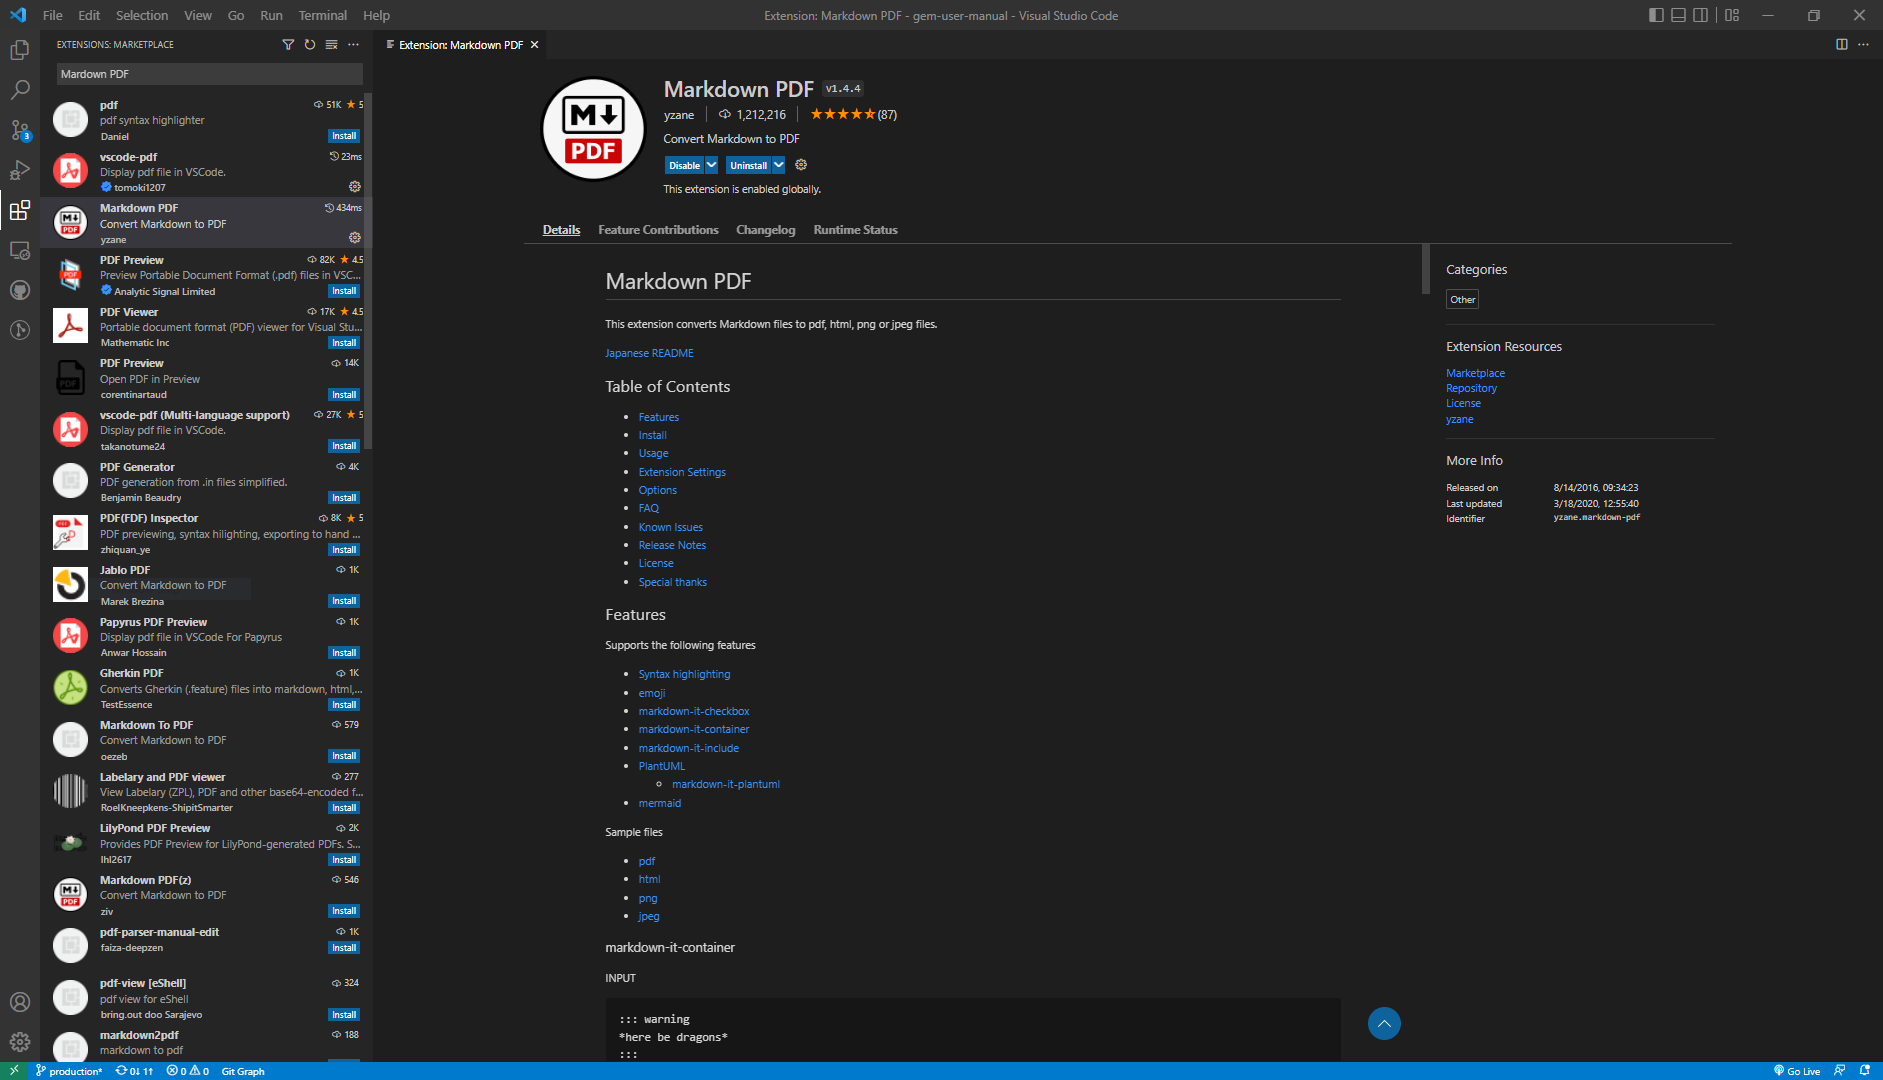 File Edit Selection View Go Run Terminal Help
Extension: Markdown PDF - gem-user-manual - Visual Studio Code
EXTENSIONS: MARKETPLACE
Mardown PDF
pdf 51K 5
pdf syntax highlighter
Daniel Install
vscode-pdf 23ms
Display pdf file in VSCode.
tomoki1207
Markdown PDF 434ms
Convert Markdown to PDF
yzane
PDF Preview 82K 4.5
Preview Portable Document Format (.pdf) files in VSC...
Analytic Signal Limited Install
PDF Viewer 17K 4.5
Portable document format (PDF) viewer for Visual Stu...
Mathematic Inc Install
PDF Preview 14K
Open PDF in Preview
corentinartaud Install
vscode-pdf (Multi-language support) 27K 5
Display pdf file in VSCode.
takanotume24 Install
PDF Generator 4K
PDF generation from .in files simplified.
Benjamin Beaudry Install
PDF(FDF) Inspector 8K 5
PDF previewing, syntax hilighting, exporting to hand ...
zhiquan_ye Install
Jablo PDF 1K
Convert Markdown to PDF
Marek Brezina Install
Papyrus PDF Preview 1K
Display pdf file in VSCode For Papyrus
Anwar Hossain Install
Gherkin PDF 1K
Converts Gherkin (.feature) files into markdown, html,...
TestEssence Install
Markdown To PDF 579
Convert Markdown to PDF
oezeb Install
Labelary and PDF viewer 277
View Labelary (ZPL), PDF and other base64-encoded f...
RoelKneepkens-ShipitSmarter Install
LilyPond PDF Preview 2K
Provides PDF Preview for LilyPond-generated PDFs. S...
lhl2617 Install
Markdown PDF(z) 546
Convert Markdown to PDF
ziv Install
pdf-parser-manual-edit 1K
faiza-deepzen Install
pdf-view [eShell] 324
pdf view for eShell
bring.out doo Sarajevo Install
markdown2pdf 188
markdown to pdf
3
Extension: Markdown PDF
M PDF
Markdown PDF v1.4.4
yzane 1,212,216 (87)
Convert Markdown to PDF
Disable Uninstall
This extension is enabled globally.
Details Feature Contributions Changelog Runtime Status
Markdown PDF
This extension converts Markdown files to pdf, html, png or jpeg files.
Japanese README
Table of Contents
Features
Install
Usage
Extension Settings
Options
FAQ
Known Issues
Release Notes
License
Special thanks
Features
Supports the following features
Syntax highlighting
emoji
markdown-it-checkbox
markdown-it-container
markdown-it-include
PlantUML
markdown-it-plantuml
mermaid
Sample files
pdf
html
png
jpeg
markdown-it-container
INPUT
::: warning
*here be dragons*
:::
Categories
Other
Extension Resources
Marketplace
Repository
License
yzane
More Info
Released on 8/14/2016, 09:34:23
Last updated 3/18/2020, 12:55:40
Identifier yzane.markdown-pdf
production* 0↓ 1↑ 0 0 Git Graph
Go Live